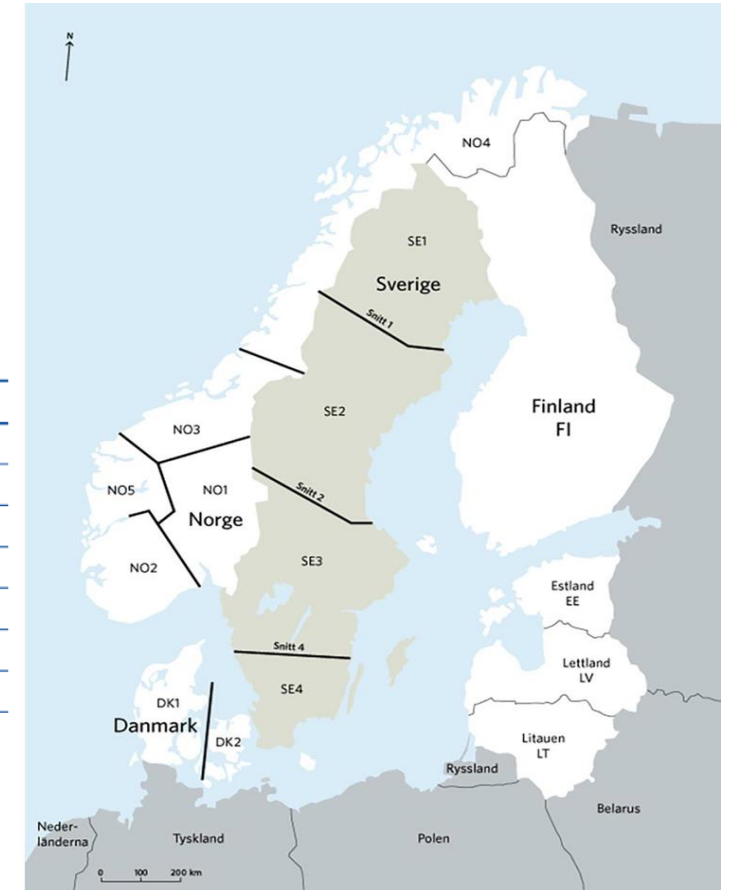 N
NO4
Ryssland
SE1
Sverige
Snitt 1
SE2
Finland
FI
NO3
NO5
NO1
Norge
Snitt 2
NO2
SE3
Estland
EE
Snitt 4
Lettland
LV
SE4
DK1
Danmark
DK2
Litauen
LT
Ryssland
Belarus
Neder-
länderna
Tyskland
Polen
0 100 200 km